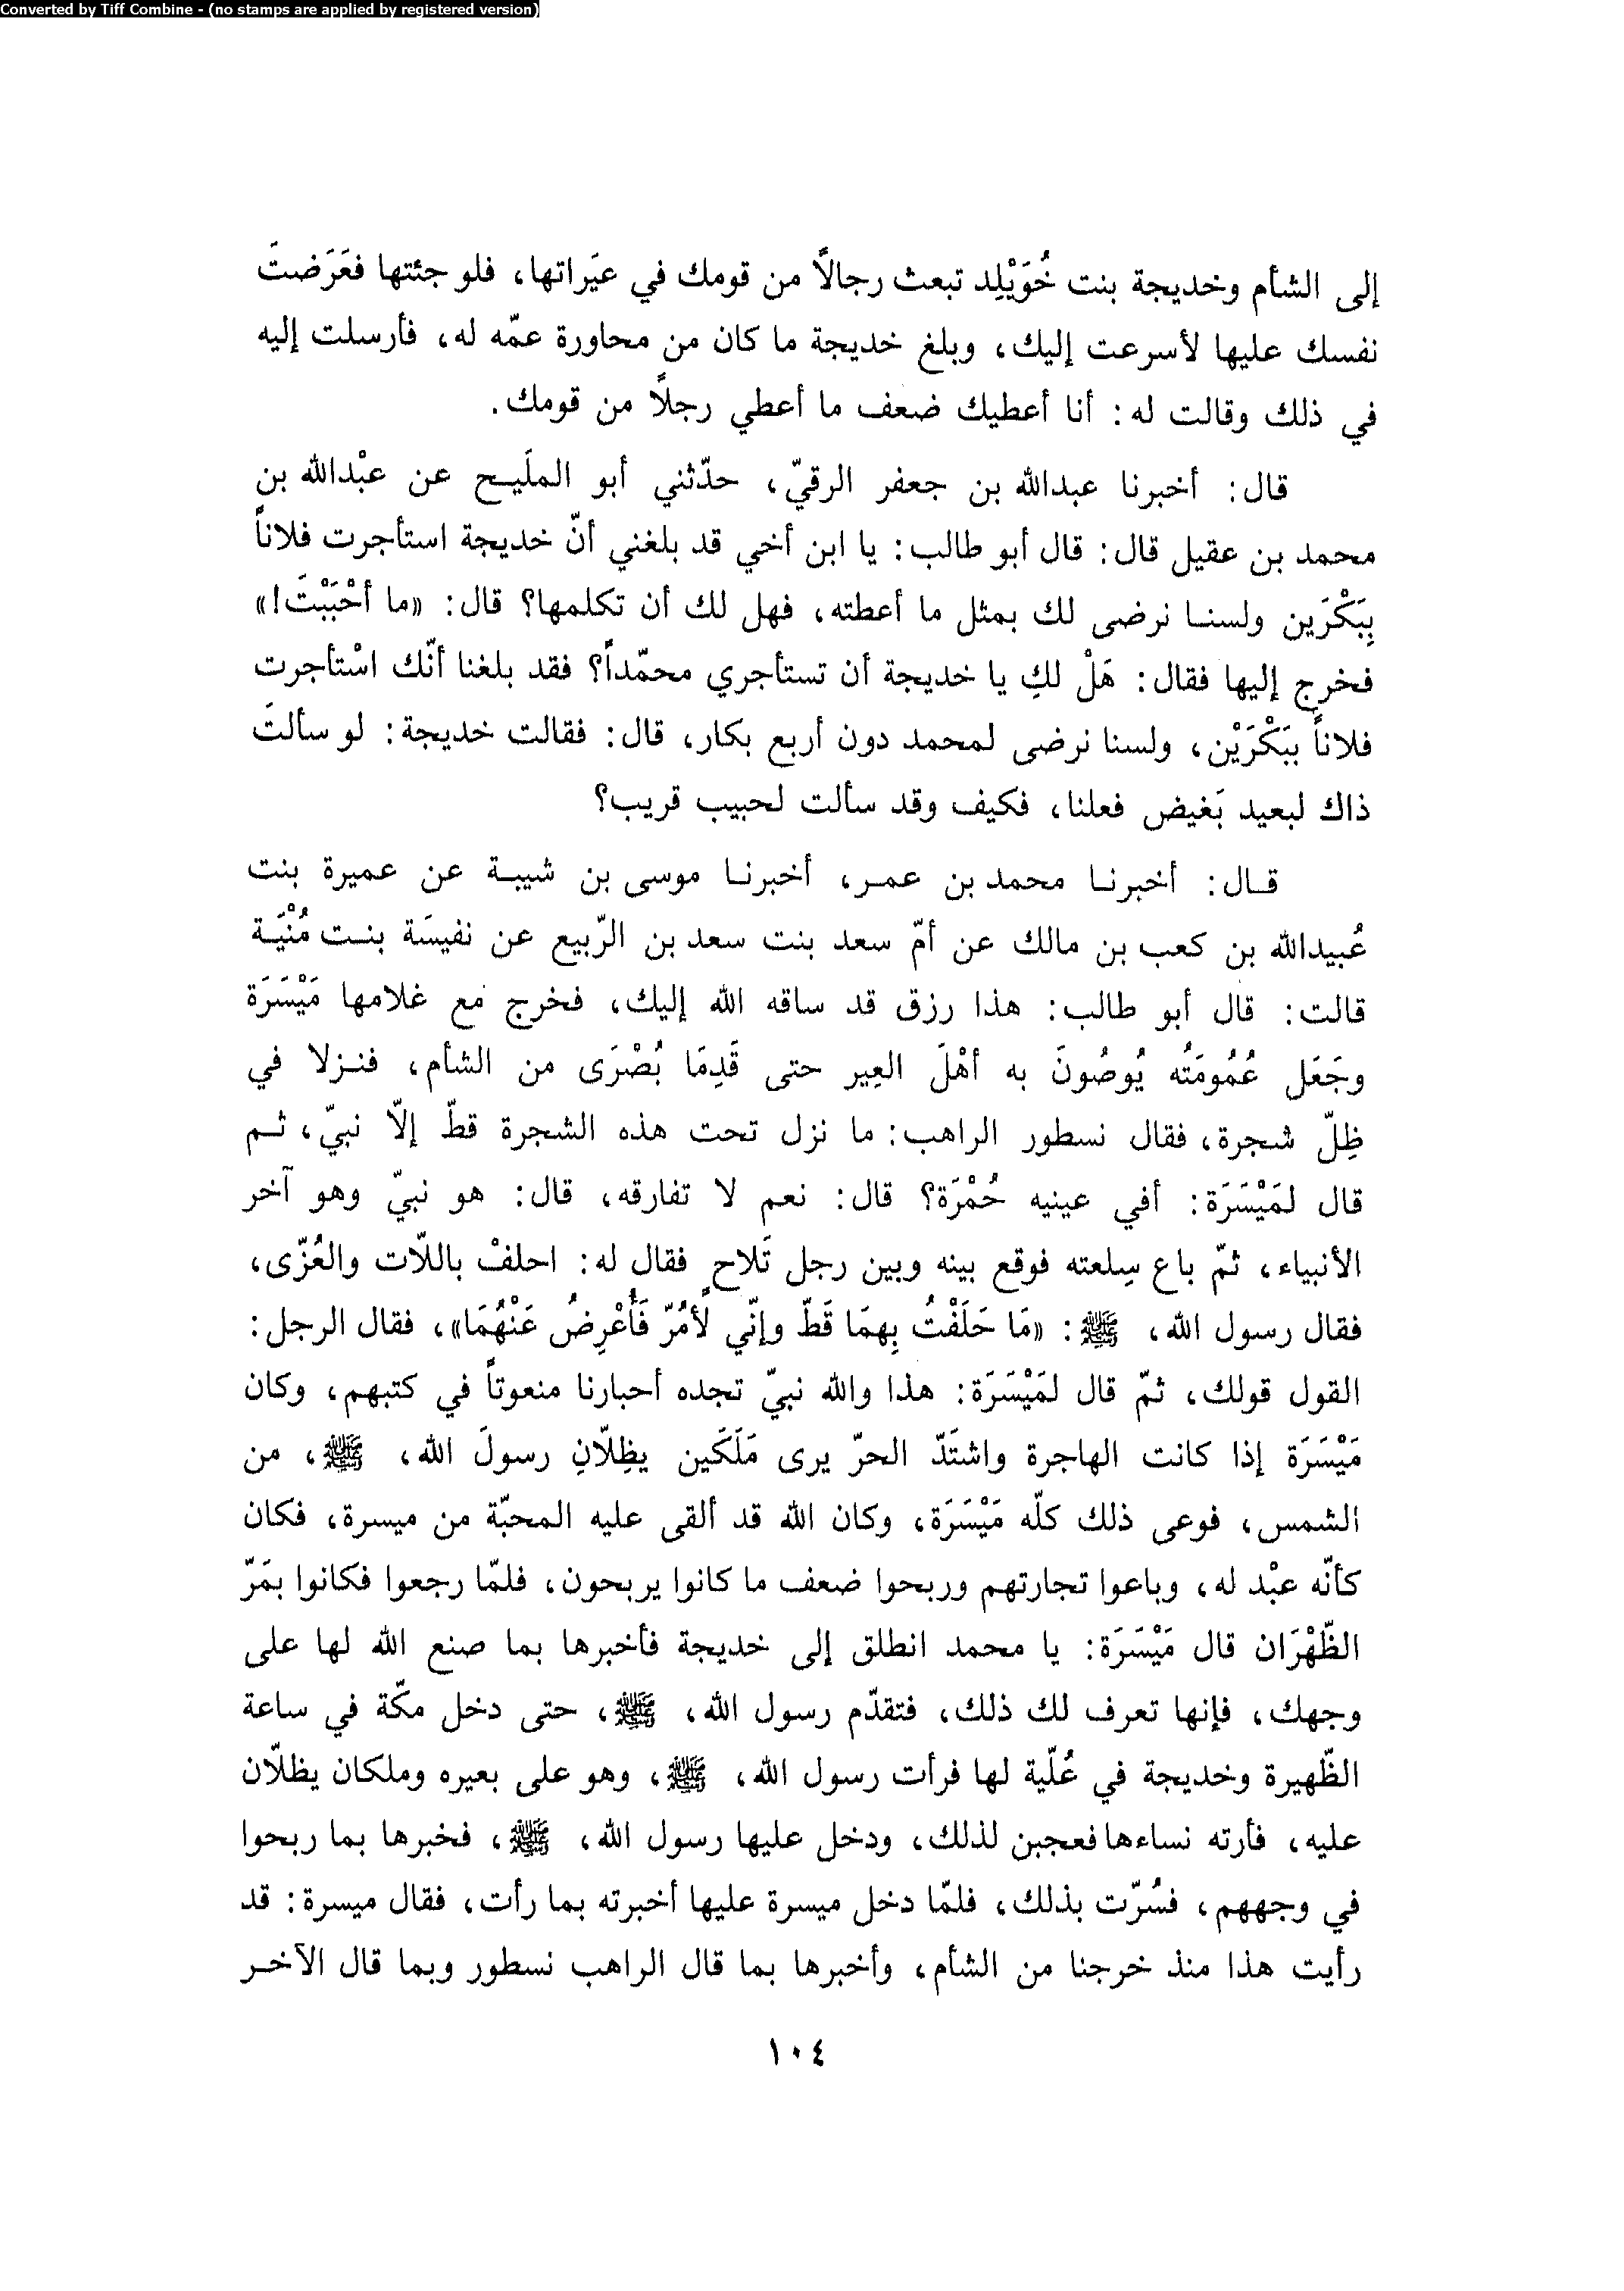 Converted by Tiff Combine - (no stamps are applied by registered version)
إلى الشأم وخديجة بنت خُوَيْلِد تبعث رجالاً من قومك في عيَراتها، فلو جئتها فعَرَضتَ
نفسك عليها لأسرعت إليك، وبلغ خديجة ما كان من محاورة عمّه له، فأرسلت إليه
في ذلك وقالت له: أنا أعطيك ضعف ما أعطي رجلاً من قومك.
قال: أخبرنا عبدالله بن جعفر الرقيّ، حدّثني أبو الملَيح عن عبْدالله بن
محمد بن عقيل قال: قال أبو طالب: يا ابن أخي قد بلغني أنّ خديجة استأجرت فلاناً
بِبَكْرَين ولسنا نرضى لك بمثل ما أعطته، فهل لك أن تكلمها؟ قال: «ما أحْبَبْتَ!»
فخرج إليها فقال: هَلْ لكِ يا خديجة أن تستأجري محمّداً؟ فقد بلغنا أنّك اسْتأجرت
فلاناً ببَكْرَيْن، ولسنا نرضى لمحمد دون أربع بكار، قال: فقالت خديجة: لو سألتَ
ذاك لبعيد بَغيض فعلنا، فكيف وقد سألت لحبيب قريب؟
قال: أخبرنا محمد بن عمر، أخبرنا موسى بن شيبة عن عميرة بنت
عُبيدالله بن كعب بن مالك عن أمّ سعد بنت سعد بن الرّبيع عن نفيسَة بنت مُنْيَة
قالت: قال أبو طالب: هذا رزق قد ساقه الله إليك، فخرج مع غلامها مَيْسَرَة
وجَعَل عُمُومَتُه يُوصُونَ به أهْلَ العِير حتى قَدِمَا بُصْرَى من الشأم، فنزلا في
ظِلّ شجرة، فقال نسطور الراهب: ما نزل تحت هذه الشجرة قطّ إلاّ نبيّ، ثم
قال لمَيْسَرَة: أفي عينيه حُمْرَة؟ قال: نعم لا تفارقه، قال: هو نبيّ وهو آخر
الأنبياء، ثمّ باع سِلعته فوقع بينه وبين رجل تَلاحٍ فقال له: احلفْ باللّات والعُزّى،
فقال رسول الله، ﷺ: «مَا حَلَفْتُ بِهِمَا قَطّ وإنّي لأمُرّ فَأُعْرِضُ عَنْهُمَا»، فقال الرجل:
القول قولك، ثمّ قال لمَيْسَرَة: هذا والله نبيّ تجده أحبارنا منعوتاً في كتبهم، وكان
مَيْسَرَة إذا كانت الهاجرة واشتَدّ الحرّ يرى مَلَكَين يظِلّانِ رسولَ الله، ﷺ، من
الشمس، فوعى ذلك كلّه مَيْسَرَة، وكان الله قد ألقى عليه المحبّة من ميسرة، فكان
كأنّه عبْد له، وباعوا تجارتهم وربحوا ضعف ما كانوا يربحون، فلمّا رجعوا فكانوا بمَرّ
الظّهْرَان قال مَيْسَرَة: يا محمد انطلق إلى خديجة فأخبرها بما صنع الله لها على
وجهك، فإنها تعرف لك ذلك، فتقدّم رسول الله، ﷺ، حتى دخل مكّة في ساعة
الظّهيرة وخديجة في عُلّية لها فرأت رسول الله، ﷺ، وهو على بعيره وملكان يظلاّن
عليه، فأرته نساءها فعجبن لذلك، ودخل عليها رسول الله، ﷺ، فخبرها بما ربحوا
في وجههم، فسُرّت بذلك، فلمّا دخل ميسرة عليها أخبرته بما رأت، فقال ميسرة: قد
رأيت هذا منذ خرجنا من الشأم، وأخبرها بما قال الراهب نسطور وبما قال الآخر
١٠٤